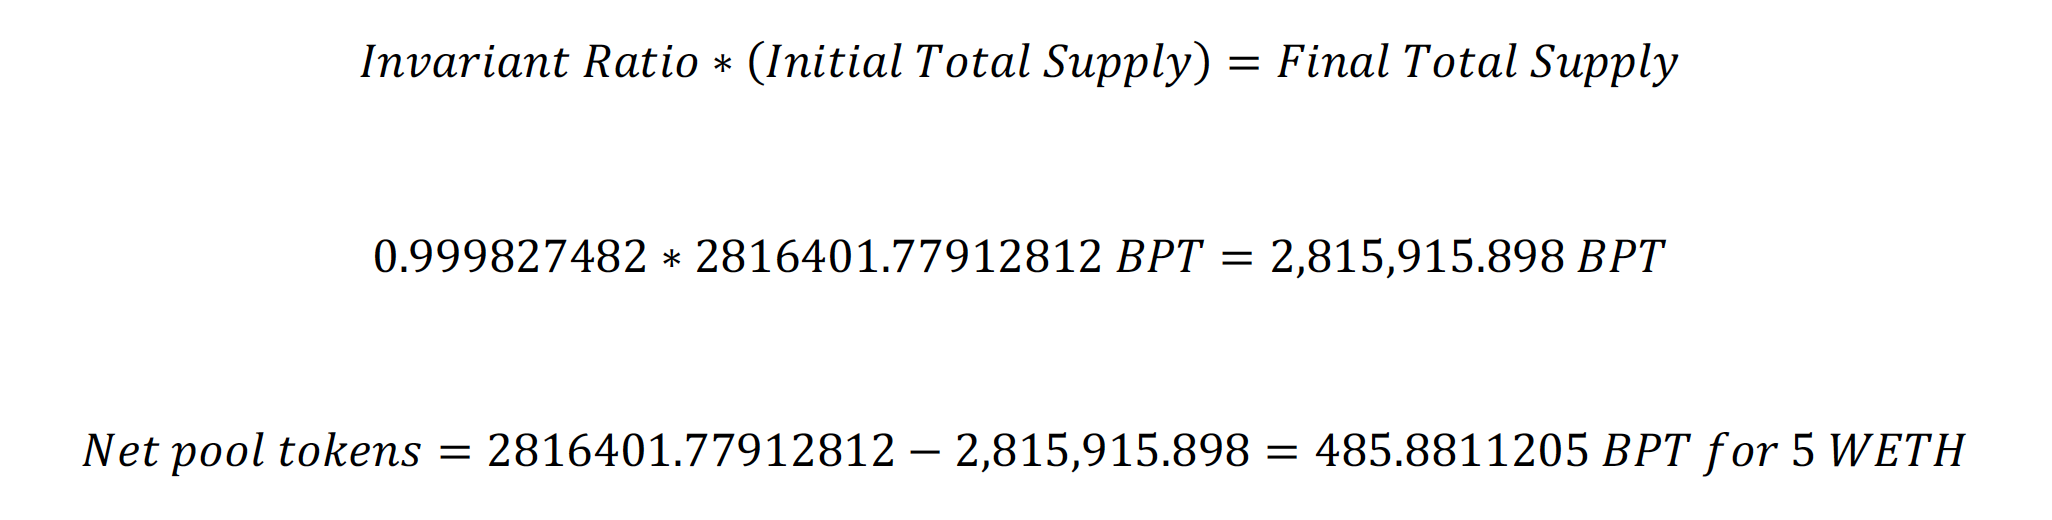 Invariant Ratio ∗ (Initial Total Supply) = Final Total Supply
0.999827482 ∗ 2816401.77912812 BPT = 2,815,915.898 BPT
Net pool tokens = 2816401.77912812 − 2,815,915.898 = 485.8811205 BPT for 5 WETH